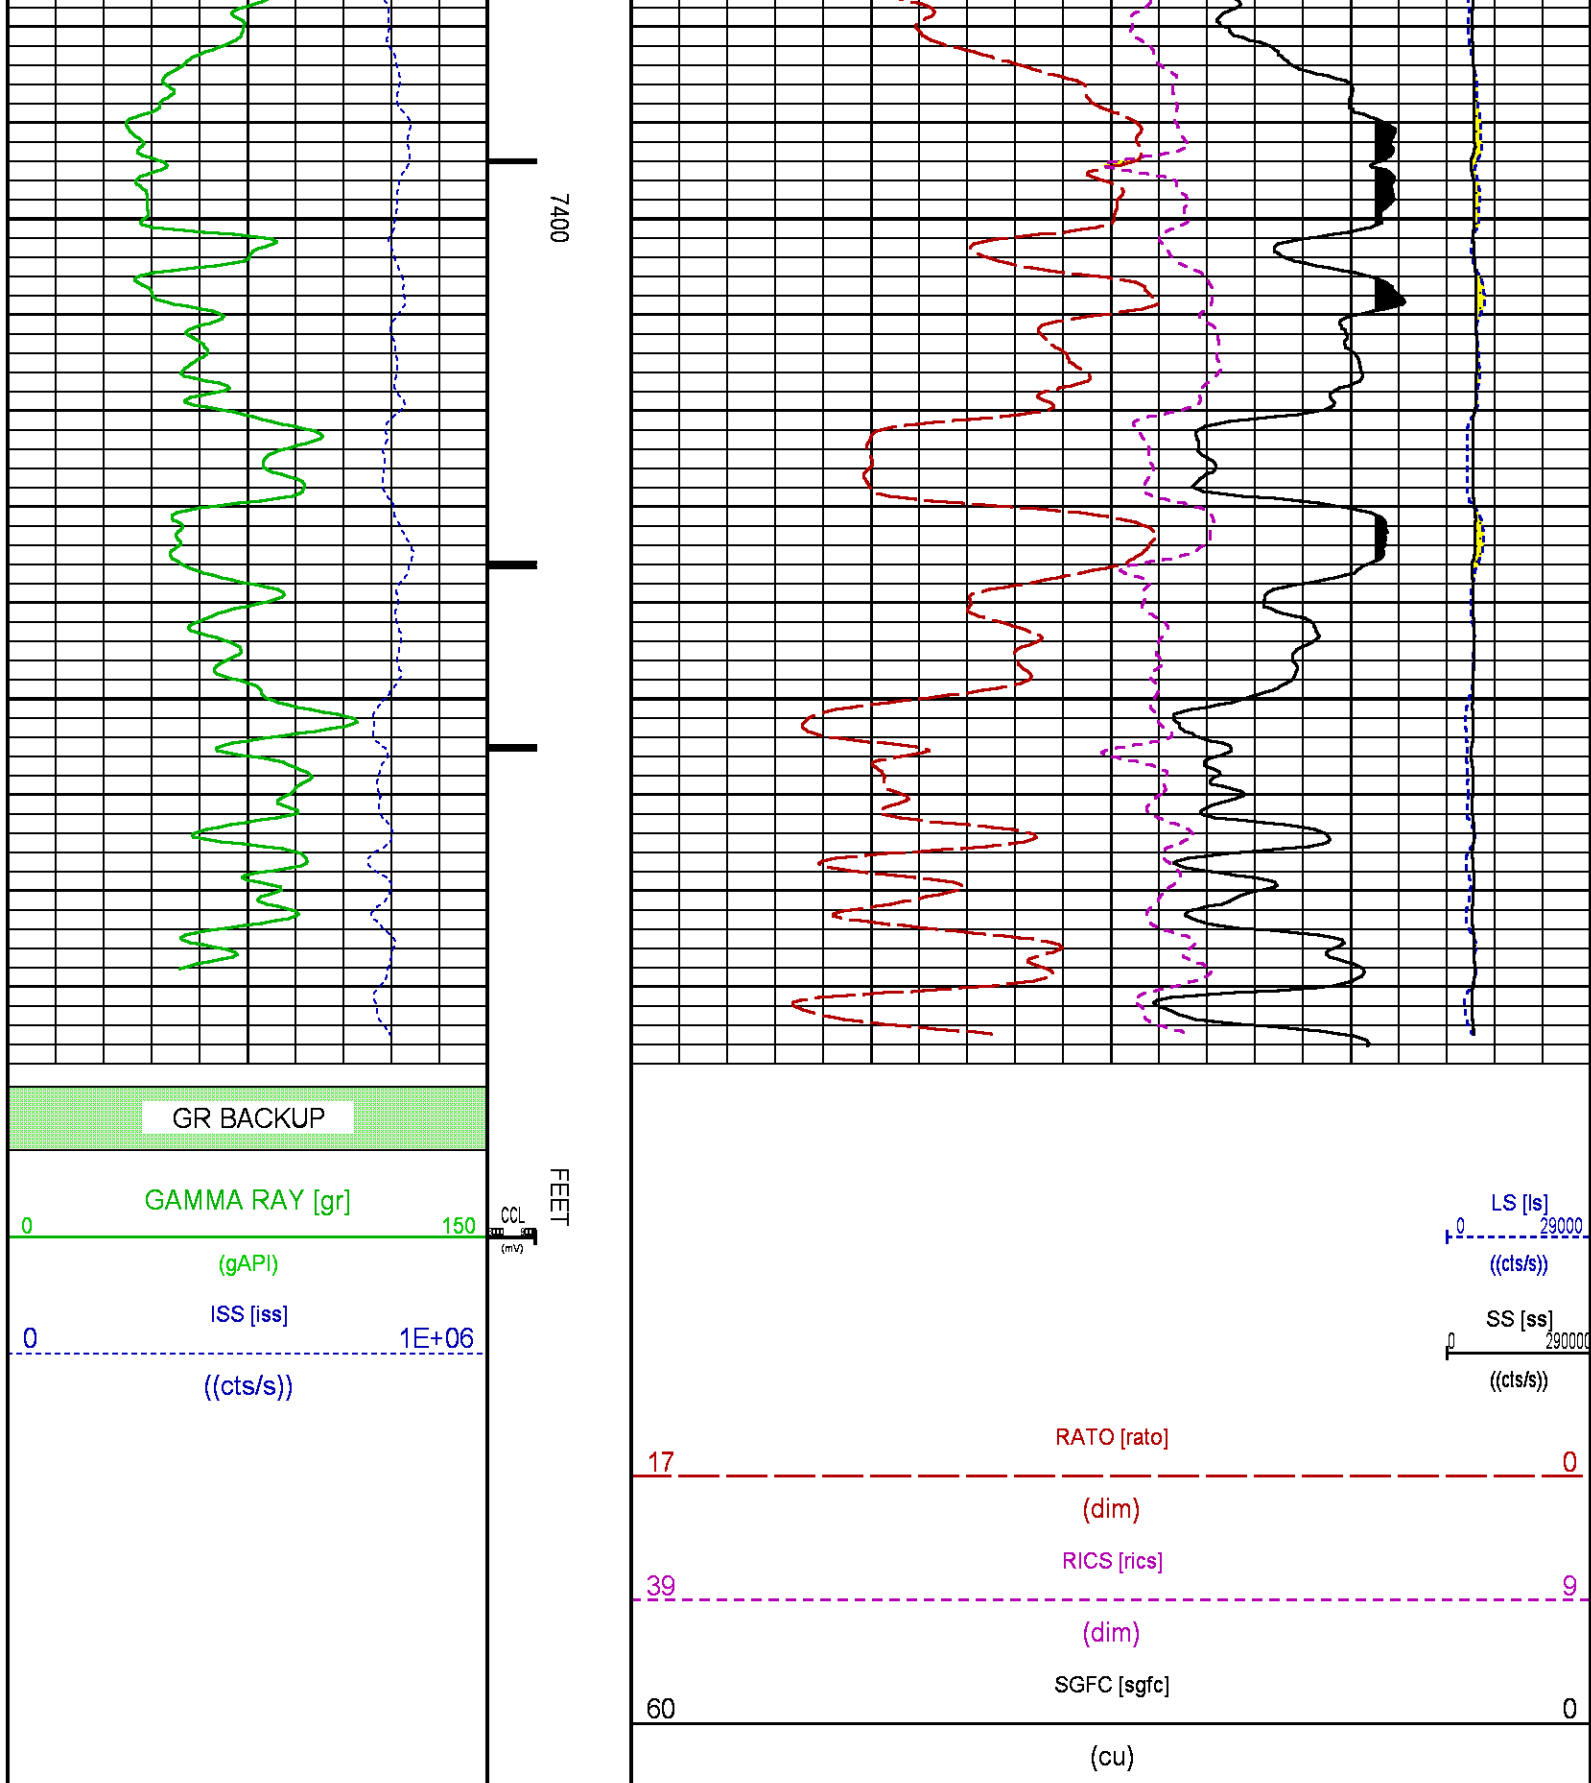 7400
GR BACKUP
GAMMA RAY [gr]
0 150
(gAPI)
ISS [iss]
0 1E+06
((cts/s))
CCL
(mV)
FEET
LS [ls]
0 29000
((cts/s))
SS [ss]
0 290000
((cts/s))
RATO [rato]
17 0
(dim)
RICS [rics]
39 9
(dim)
SGFC [sgfc]
60 0
(cu)